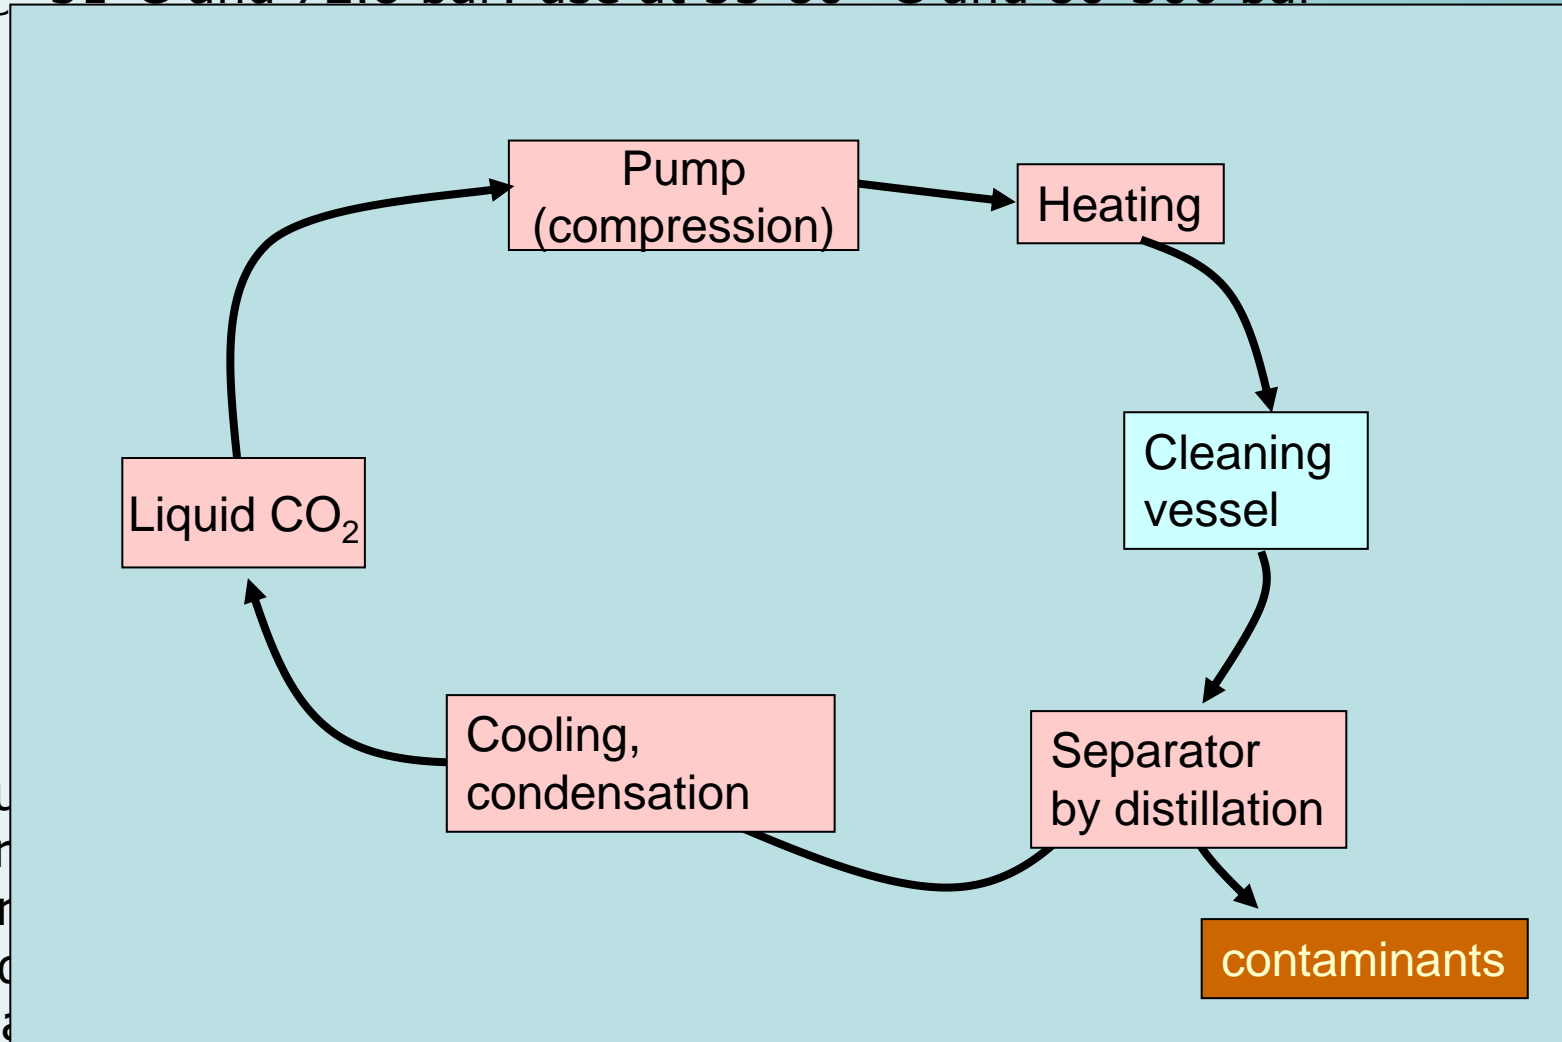 Pump
(compression)
Heating
Cleaning
vessel
Liquid CO₂
Cooling,
condensation
Separator
by distillation
contaminants